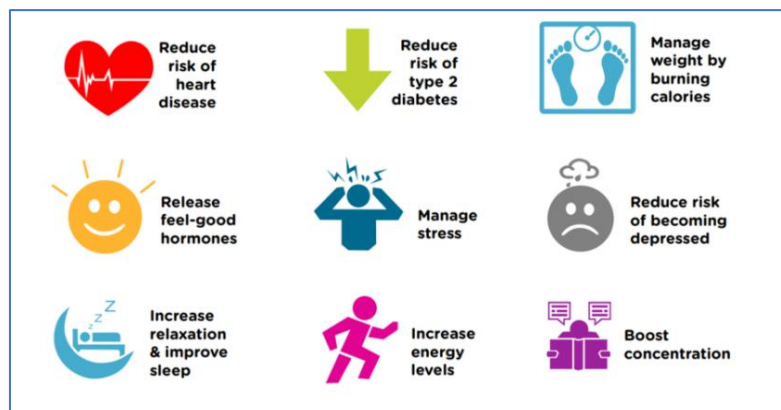 Reduce
risk of
heart
disease
Reduce
risk of
type 2
diabetes
Manage
weight by
burning
calories
Release
feel-good
hormones
Manage
stress
Reduce risk
of becoming
depressed
z Z Z
Increase
relaxation
& improve
sleep
Increase
energy
levels
Boost
concentration